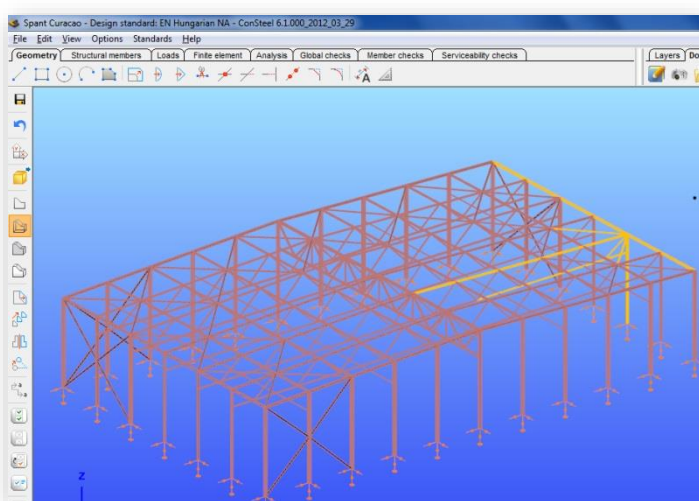 Spant Curacao - Design standard: EN Hungarian NA - ConSteel 6.1.000_2012_03_29
File Edit View Options Standards Help
Geometry Structural members Loads Finite element Analysis Global checks Member checks Serviceability checks Layers Do
Z